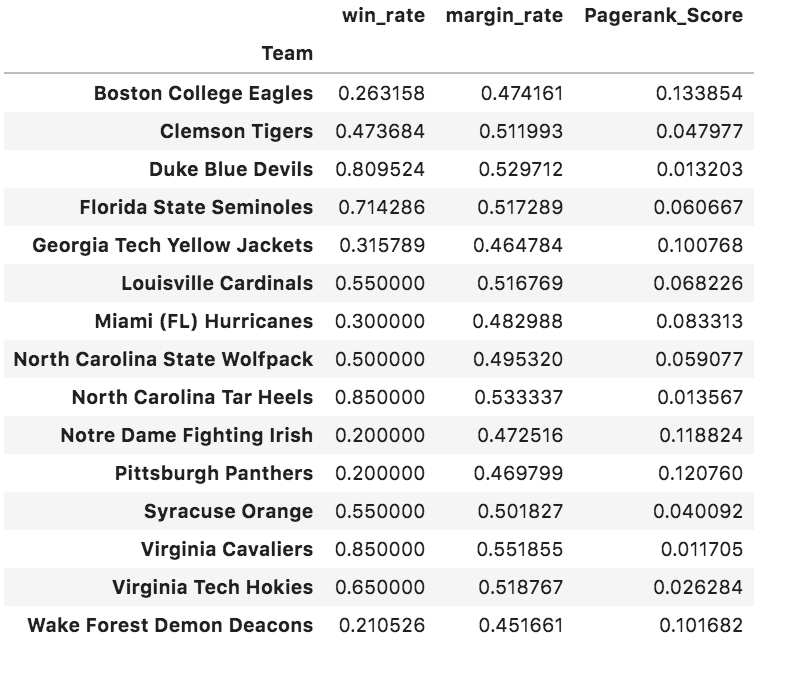 win_rate margin_rate Pagerank_Score
Team
Boston College Eagles 0.263158 0.474161 0.133854
Clemson Tigers 0.473684 0.511993 0.047977
Duke Blue Devils 0.809524 0.529712 0.013203
Florida State Seminoles 0.714286 0.517289 0.060667
Georgia Tech Yellow Jackets 0.315789 0.464784 0.100768
Louisville Cardinals 0.550000 0.516769 0.068226
Miami (FL) Hurricanes 0.300000 0.482988 0.083313
North Carolina State Wolfpack 0.500000 0.495320 0.059077
North Carolina Tar Heels 0.850000 0.533337 0.013567
Notre Dame Fighting Irish 0.200000 0.472516 0.118824
Pittsburgh Panthers 0.200000 0.469799 0.120760
Syracuse Orange 0.550000 0.501827 0.040092
Virginia Cavaliers 0.850000 0.551855 0.011705
Virginia Tech Hokies 0.650000 0.518767 0.026284
Wake Forest Demon Deacons 0.210526 0.451661 0.101682